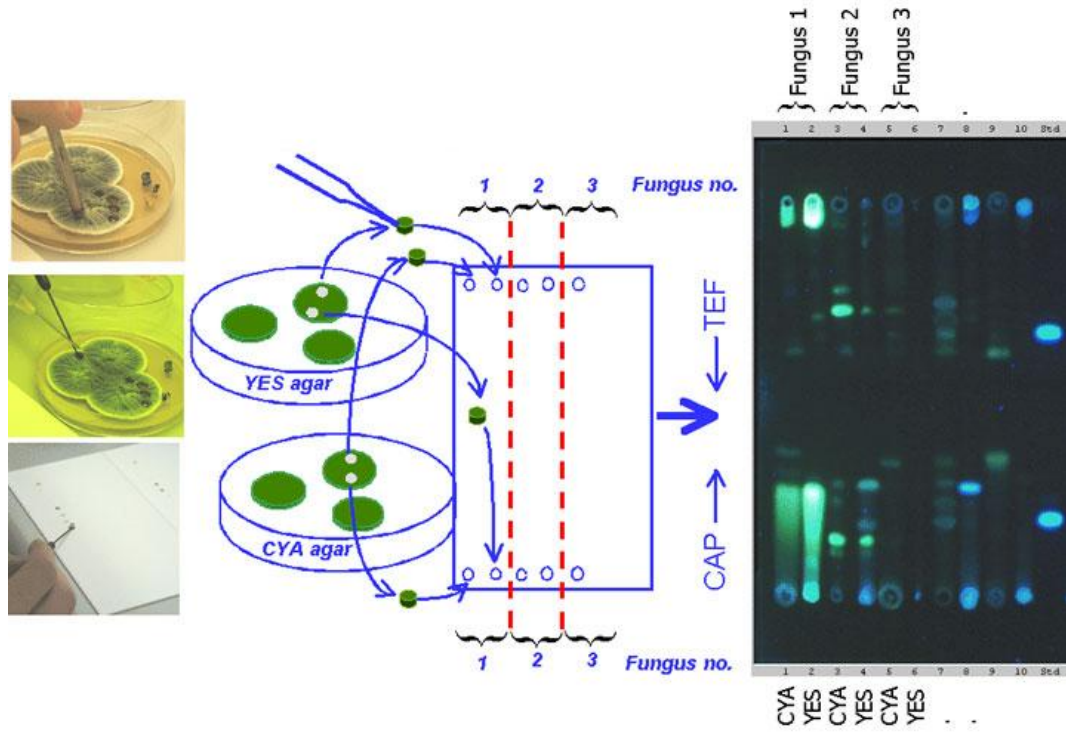 Fungus 1
Fungus 2
Fungus 3
.
1 2 3 4 5 6 7 8 9 10 Std
1 2 3 Fungus no.
YES agar
CYA agar
TEF
CAP
1 2 3 Fungus no.
1 2 3 4 5 6 7 8 9 10 Std
CYA
YES
CYA
YES
CYA
YES
.
.